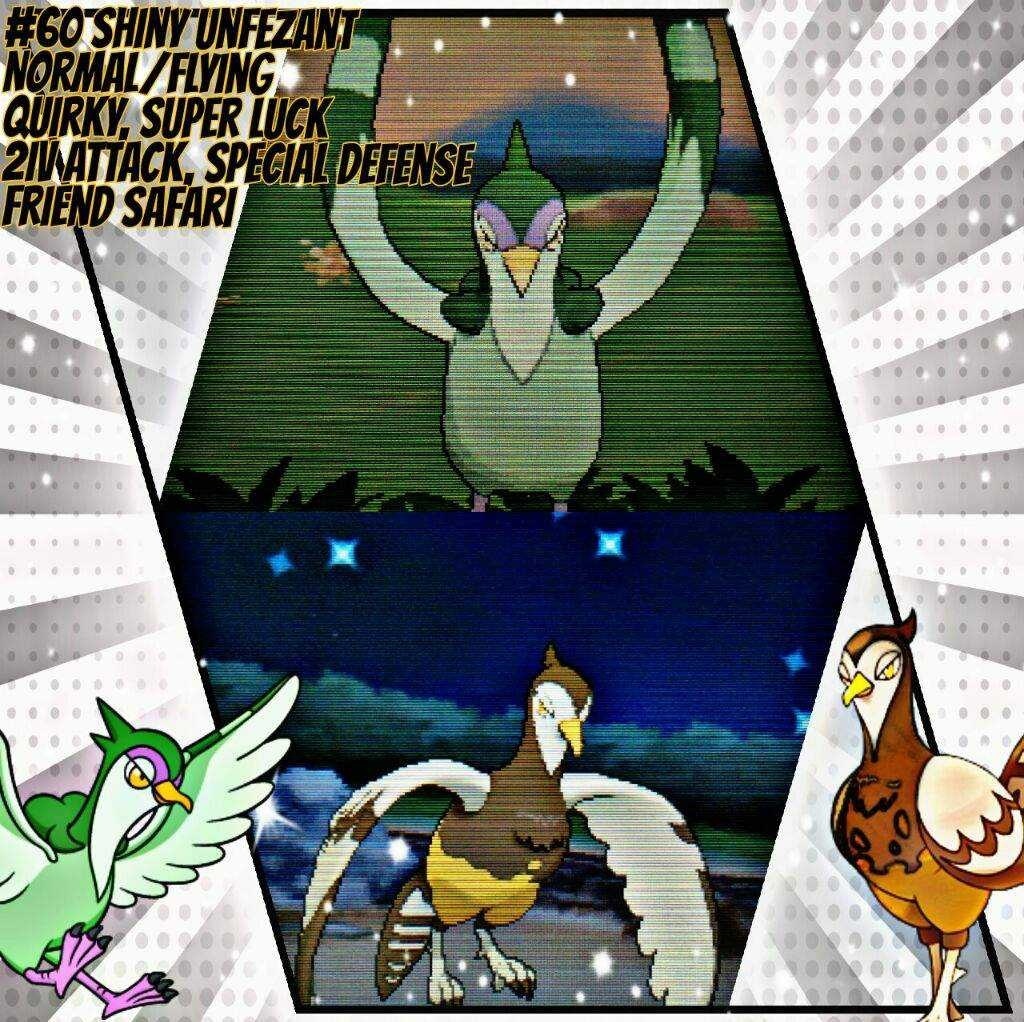 #60 SHINY UNFEZANT
NORMAL/FLYING
QUIRKY, SUPER LUCK
2IV ATTACK, SPECIAL DEFENSE
FRIEND SAFARI